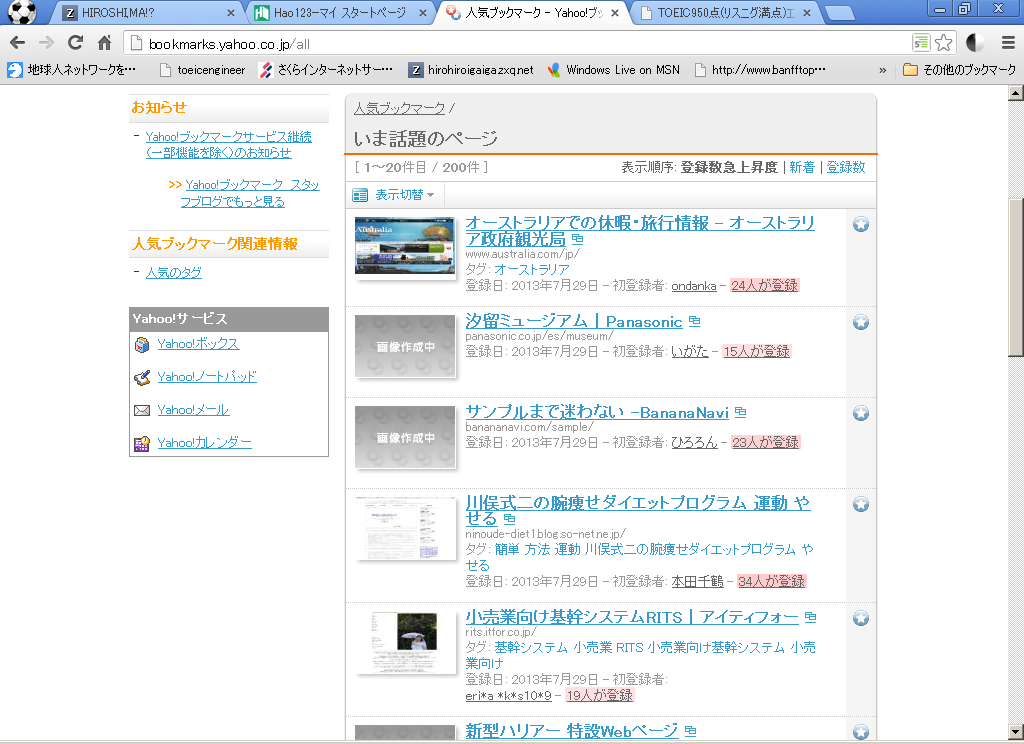 HIROSHIMA!?
Hao123-マイ スタートページ
人気ブックマーク - Yahoo!ブッ
TOEIC950点(リスニグ満点)工
bookmarks.yahoo.co.jp/all
地球人ネットワークを…
toeicengineer
さくらインターネットサー…
hirohiroigaigaz.xq.net
Windows Live on MSN
http://www.banfftop…
»
その他のブックマーク
お知らせ
Yahoo!ブックマークサービス継続
(一部機能を除く)のお知らせ
>> Yahoo!ブックマーク スタッ
フブログでもっと見る
人気ブックマーク関連情報
人気のタグ
Yahoo!サービス
Yahoo!ボックス
Yahoo!ノートパッド
Yahoo!メール
Yahoo!カレンダー
人気ブックマーク /
いま話題のページ
[ 1〜20件目 / 200件 ]
表示順序: 登録数急上昇度 | 新着 | 登録数
表示切替
Australia
オーストラリアでの休暇・旅行情報 - オーストラリ
ア政府観光局
www.australia.com/jp/
タグ: オーストラリア
登録日: 2013年7月29日 - 初登録者: ondanka - 24人が登録
画像作成中
汐留ミュージアム | Panasonic
panasonic.co.jp/es/museum/
登録日: 2013年7月29日 - 初登録者: いがた - 15人が登録
画像作成中
サンプルまで迷わない -BananaNavi
banananavi.com/sample/
登録日: 2013年7月29日 - 初登録者: ひろろん - 23人が登録
川俣式二の腕痩せダイエットプログラム 運動 や
せる
ninoude-diet1.blog.so-net.ne.jp/
タグ: 簡単 方法 運動 川俣式二の腕痩せダイエットプログラム や
せる
登録日: 2013年7月29日 - 初登録者: 本田千鶴 - 34人が登録
小売業向け基幹システムRITS | アイティフォー
rits.itfor.co.jp/
タグ: 基幹システム 小売業 RITS 小売業向け基幹システム 小売
業向け
登録日: 2013年7月29日 - 初登録者:
eri*a *k*s10*9 - 19人が登録
新型ハリアー 特設Webページ